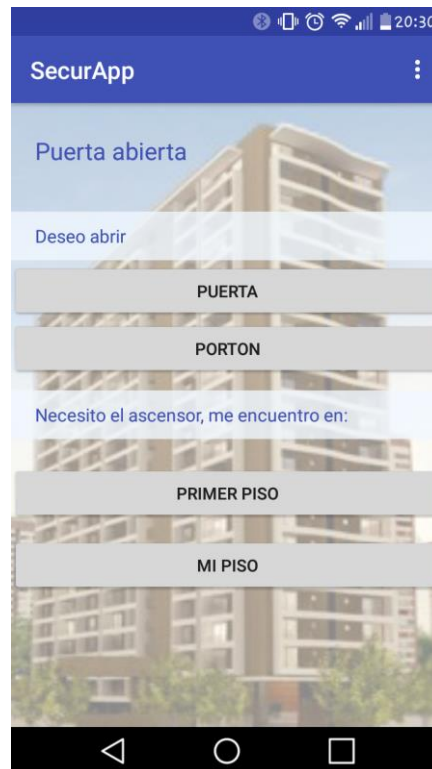 20:30
SecurApp
Puerta abierta
Deseo abrir
PUERTA
PORTON
Necesito el ascensor, me encuentro en:
PRIMER PISO
MI PISO